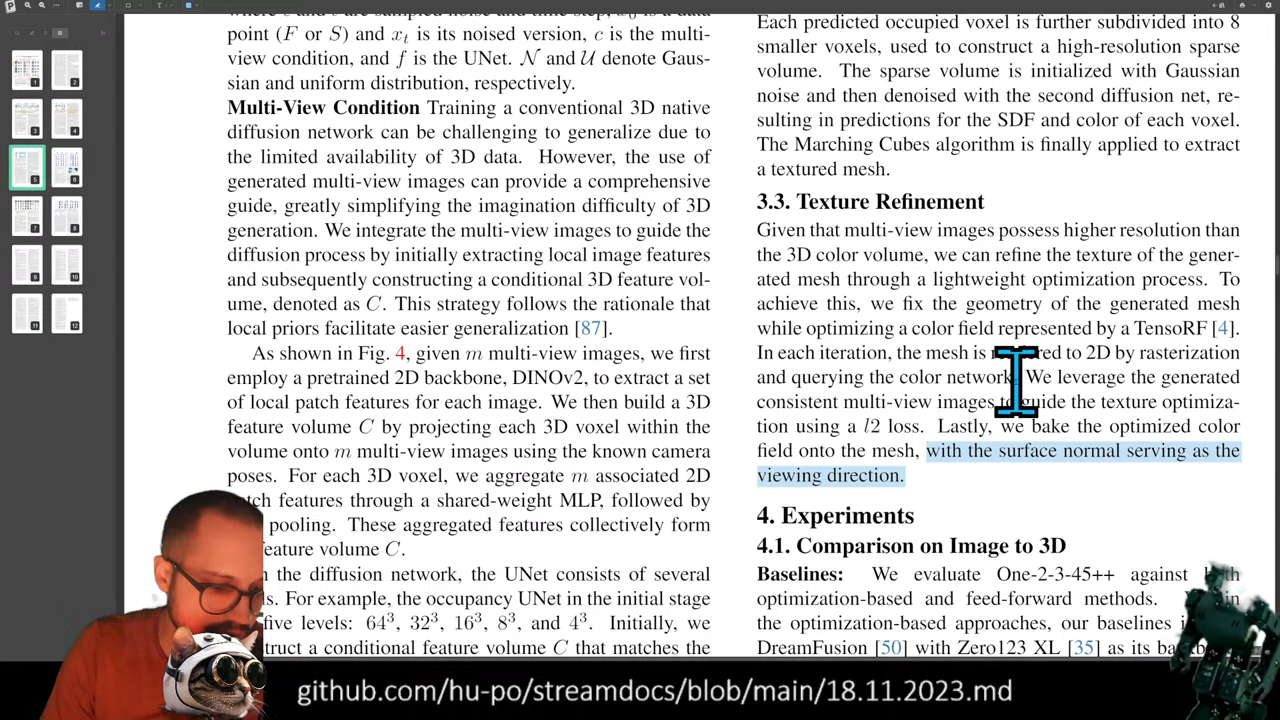 point (F or S) and x_t is its noised version, c is the multi-
view condition, and f is the UNet. 𝒩 and 𝒰 denote Gaus-
sian and uniform distribution, respectively.
Multi-View Condition Training a conventional 3D native
diffusion network can be challenging to generalize due to
the limited availability of 3D data. However, the use of
generated multi-view images can provide a comprehensive
guide, greatly simplifying the imagination difficulty of 3D
generation. We integrate the multi-view images to guide the
diffusion process by initially extracting local image features
and subsequently constructing a conditional 3D feature vol-
ume, denoted as C. This strategy follows the rationale that
local priors facilitate easier generalization [87].
As shown in Fig. 4, given m multi-view images, we first
employ a pretrained 2D backbone, DINOv2, to extract a set
of local patch features for each image. We then build a 3D
feature volume C by projecting each 3D voxel within the
volume onto m multi-view images using the known camera
poses. For each 3D voxel, we aggregate m associated 2D
tch features through a shared-weight MLP, followed by
pooling. These aggregated features collectively form
feature volume C.
the diffusion network, the UNet consists of several
s. For example, the occupancy UNet in the initial stage
five levels: 64³, 32³, 16³, 8³, and 4³. Initially, we
truct a conditional feature volume C that matches the
Each predicted occupied voxel is further subdivided into 8
smaller voxels, used to construct a high-resolution sparse
volume. The sparse volume is initialized with Gaussian
noise and then denoised with the second diffusion net, re-
sulting in predictions for the SDF and color of each voxel.
The Marching Cubes algorithm is finally applied to extract
a textured mesh.
3.3. Texture Refinement
Given that multi-view images possess higher resolution than
the 3D color volume, we can refine the texture of the gener-
ated mesh through a lightweight optimization process. To
achieve this, we fix the geometry of the generated mesh
while optimizing a color field represented by a TensoRF [4].
In each iteration, the mesh is rendered to 2D by rasterization
and querying the color network. We leverage the generated
consistent multi-view images to guide the texture optimiza-
tion using a l2 loss. Lastly, we bake the optimized color
field onto the mesh, with the surface normal serving as the
viewing direction.
4. Experiments
4.1. Comparison on Image to 3D
Baselines: We evaluate One-2-3-45++ against both
optimization-based and feed-forward methods.
the optimization-based approaches, our baselines
DreamFusion [50] with Zero123 XL [35] as its
1
2
3
4
5
6
7
8
9
10
11
12
github.com/hu-po/streamdocs/blob/main/18.11.2023.md